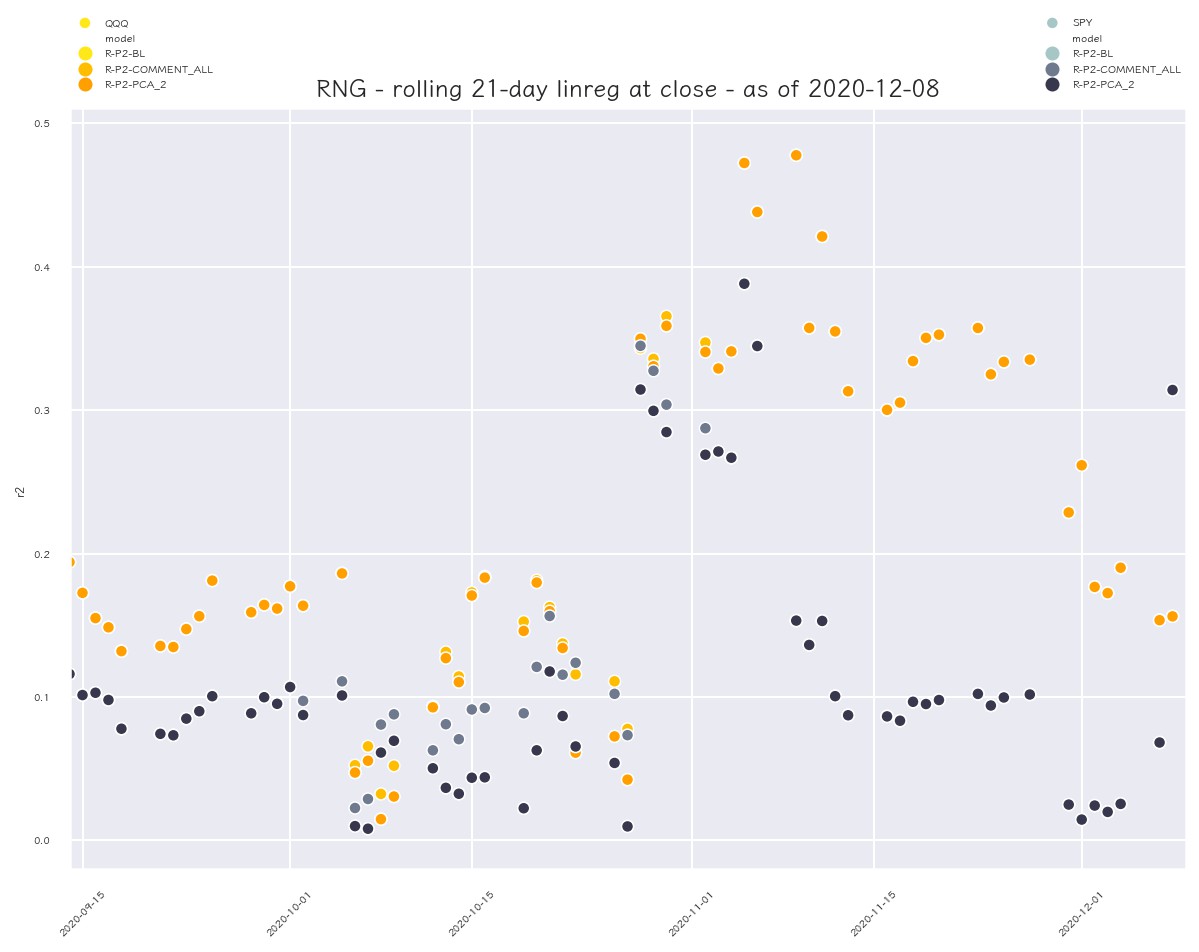 QQQ
model
R-P2-BL
R-P2-COMMENT_ALL
R-P2-PCA_2
SPY
model
R-P2-BL
R-P2-COMMENT_ALL
R-P2-PCA_2
RNG - rolling 21-day linreg at close - as of 2020-12-08
r2
0.5
0.4
0.3
0.2
0.1
0.0
2020-09-15
2020-10-01
2020-10-15
2020-11-01
2020-11-15
2020-12-01